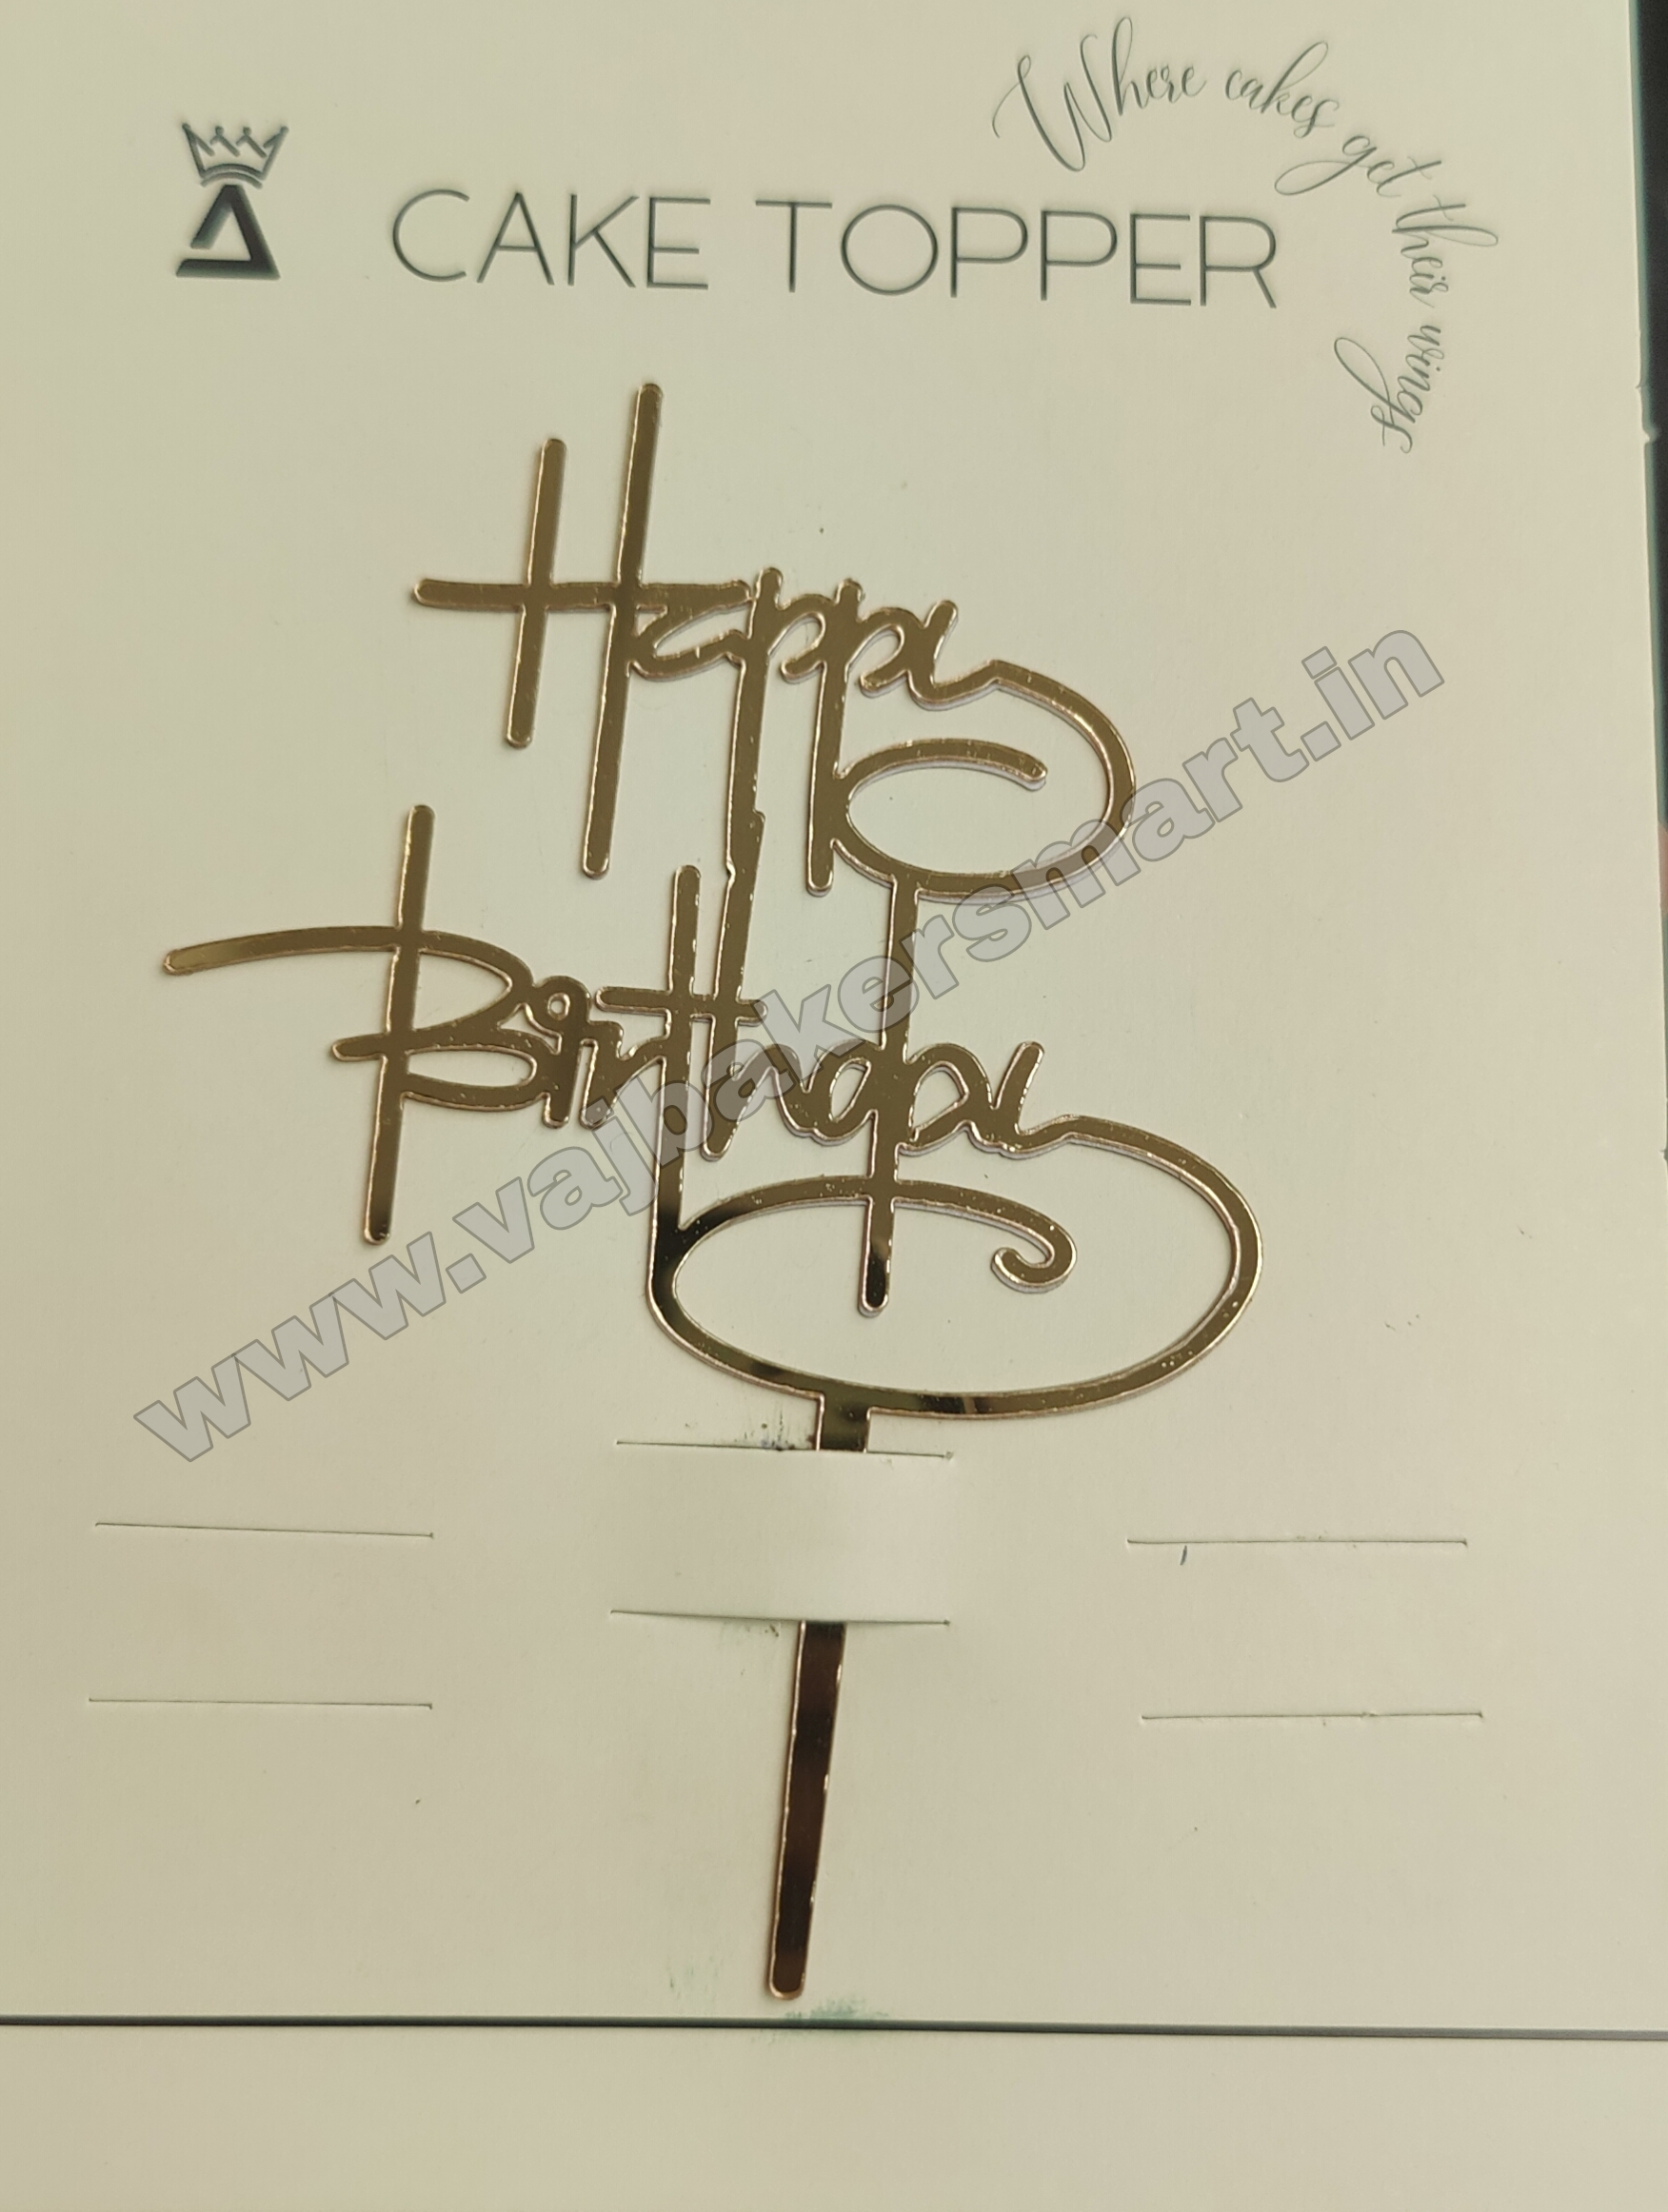 Where cakes get their wings
CAKE TOPPER
Happy
Birthday
www.vajbakersmart.in